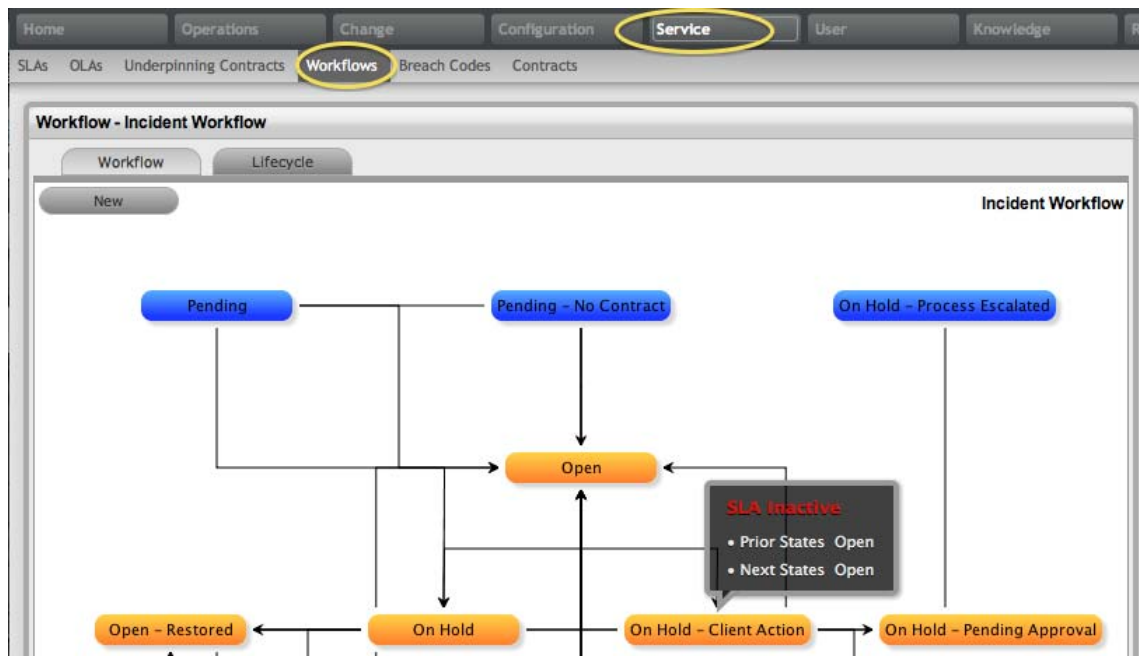 Home Operations Change Configuration Service User Knowledge
SLAs OLAs Underpinning Contracts Workflows Breach Codes Contracts
Workflow - Incident Workflow
Workflow Lifecycle
New
Incident Workflow
Pending
Pending – No Contract
On Hold – Process Escalated
Open
SLA Inactive
• Prior States Open
• Next States Open
Open – Restored
On Hold
On Hold – Client Action
On Hold – Pending Approval